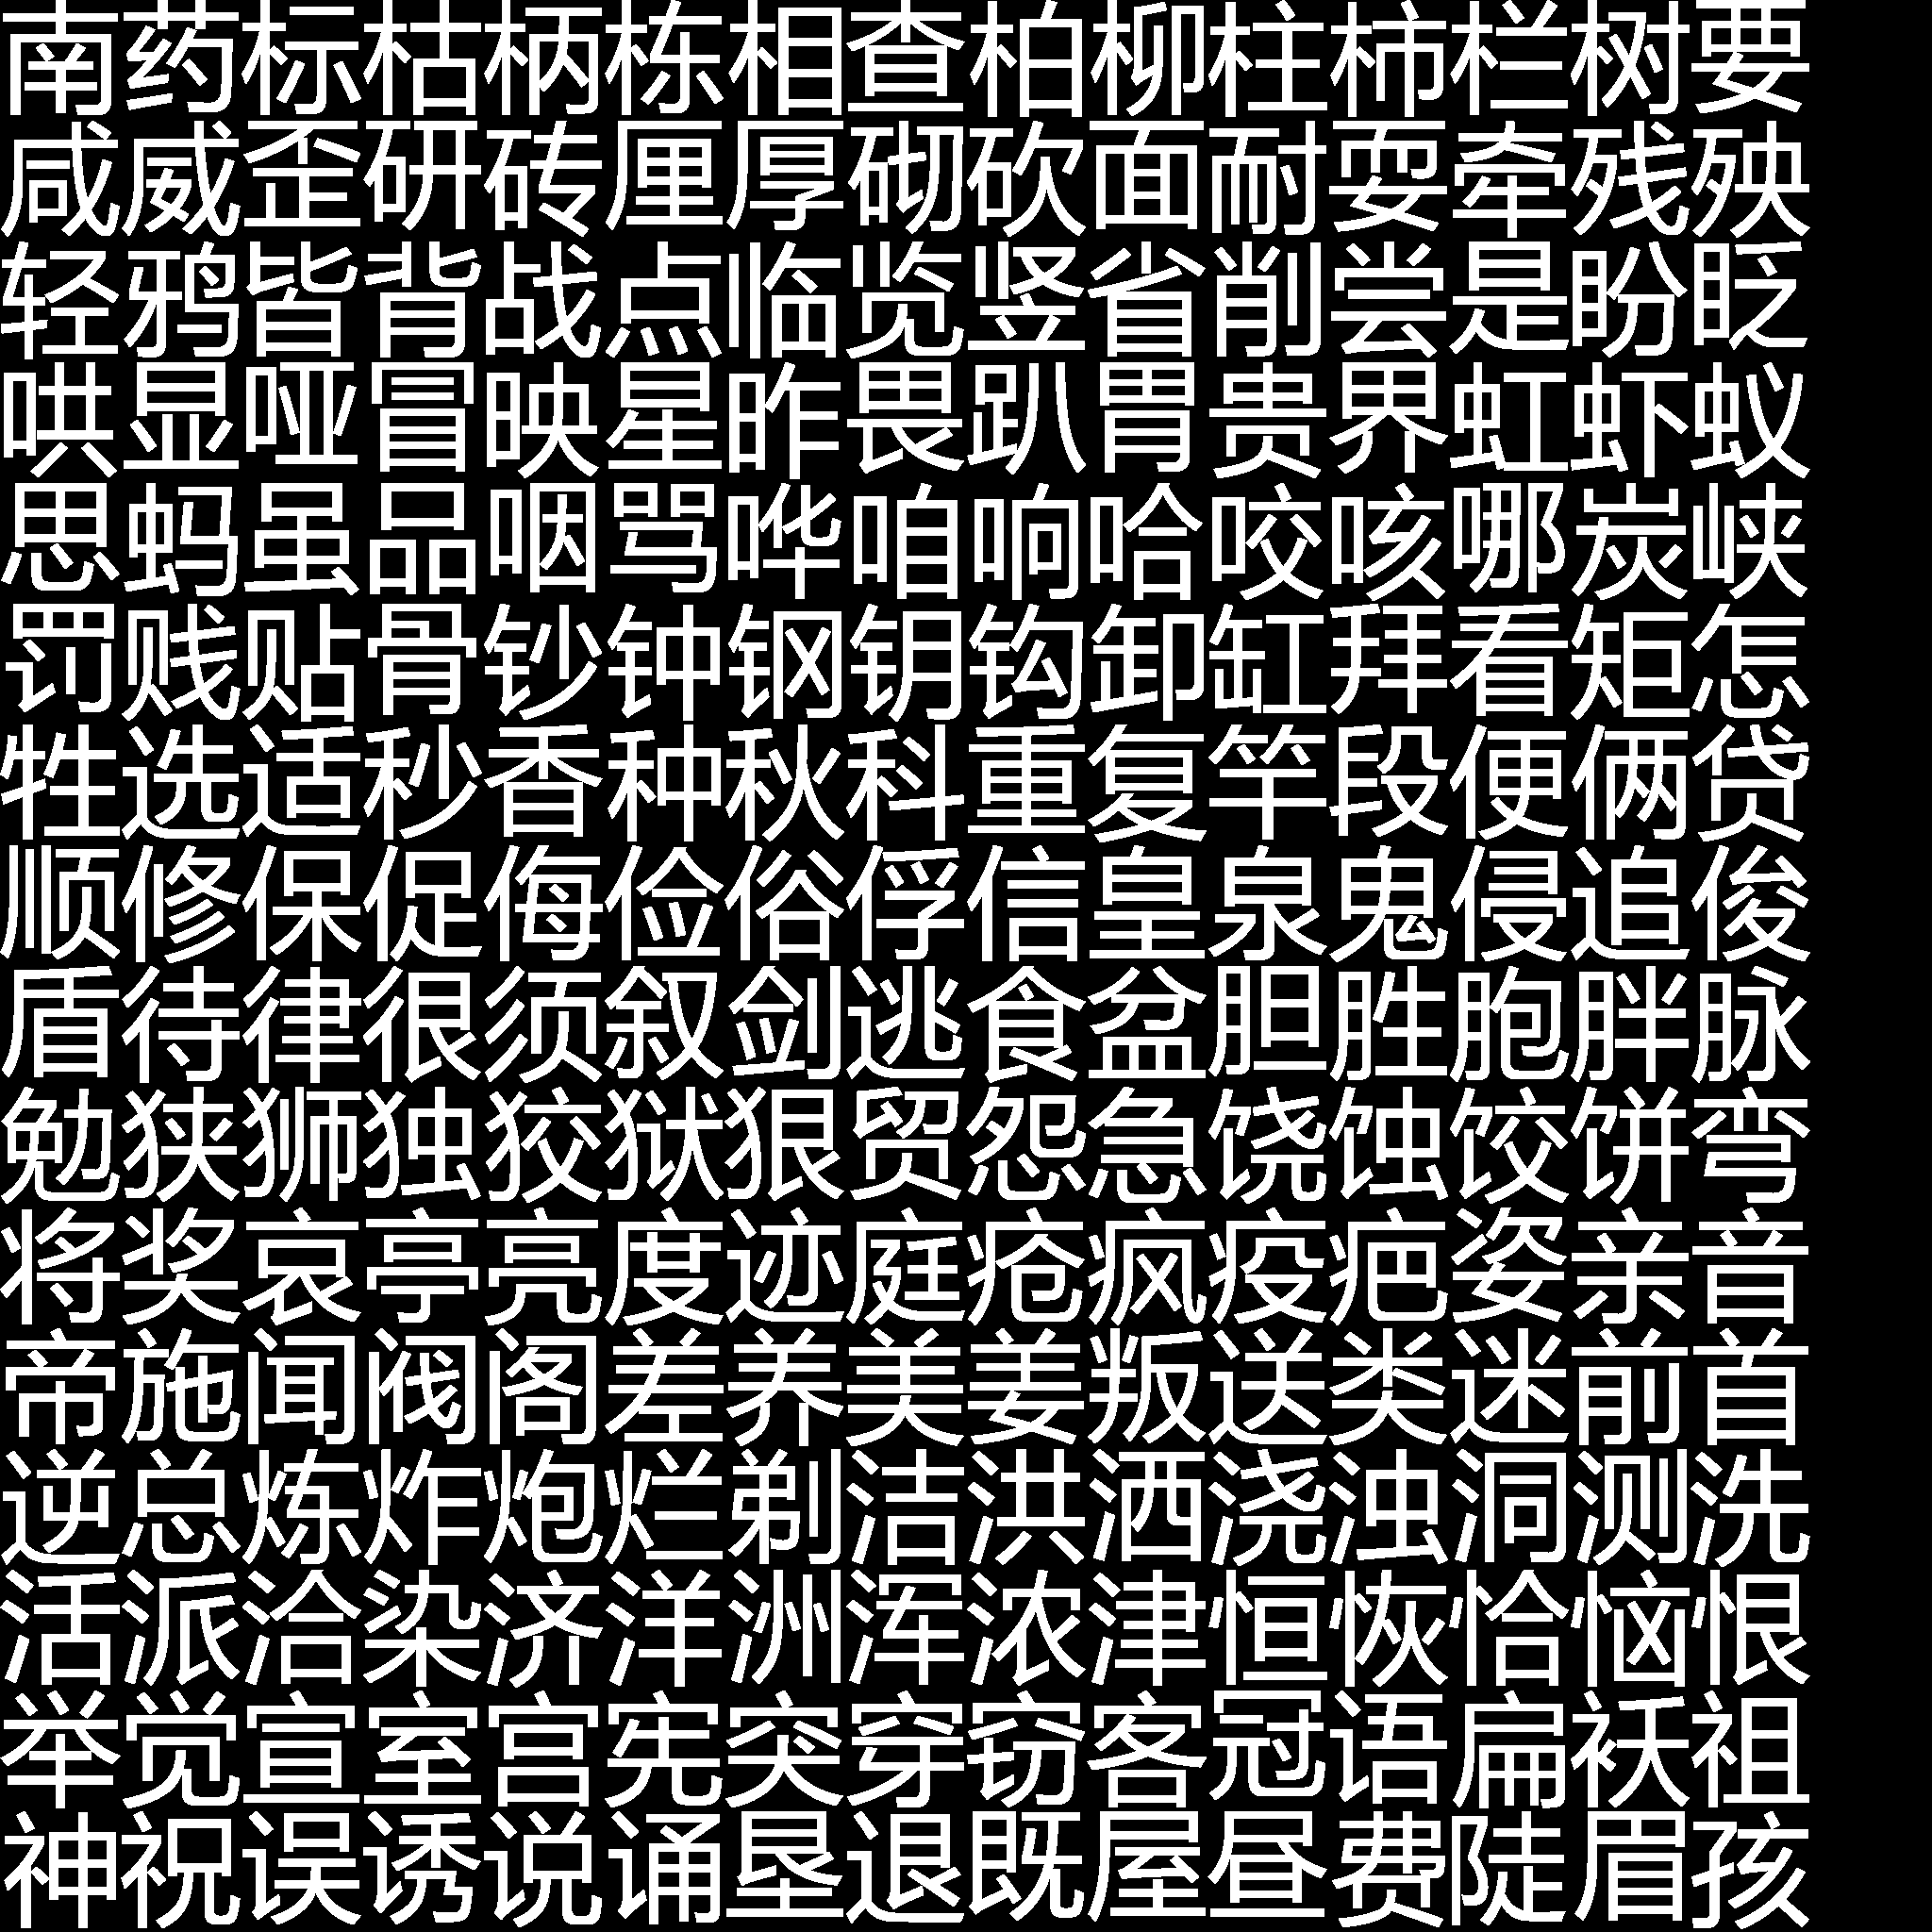 南药标枯柄栋相查柏柳柱柿栏树要
咸威歪研砖厘厚砌砍面耐耍牵残殃
轻鸦皆背战点临览竖省削尝是盼眨
哄显哑冒映星昨畏趴胃贵界虹虾蚁
思蚂虽品咽骂哗咱响哈咬咳哪炭峡
罚贱贴骨钞钟钢钥钩卸缸拜看矩怎
牲选适秒香种秋科重复竿段便俩贷
顺修保促侮俭俗俘信皇泉鬼侵追俊
盾待律很须叙剑逃食盆胆胜胞胖脉
勉狭狮独狡狱狠贸怨急饶蚀饺饼弯
将奖哀亭亮度迹庭疮疯疫疤姿亲音
帝施闻阀阁差养美姜叛送类迷前首
逆总炼炸炮烂剃洁洪洒浇浊洞测洗
活派洽染济洋洲浑浓津恒恢恰恼恨
举觉宣室宫宪突穿窃客冠语扁袄祖
神祝误诱说诵垦退既屋昼费陡眉孩